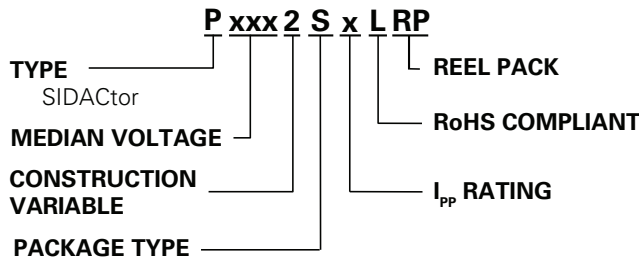 P xxx 2 S x L RP
TYPE
SIDACtor
MEDIAN VOLTAGE
CONSTRUCTION
VARIABLE
PACKAGE TYPE
REEL PACK
RoHS COMPLIANT
IPP RATING